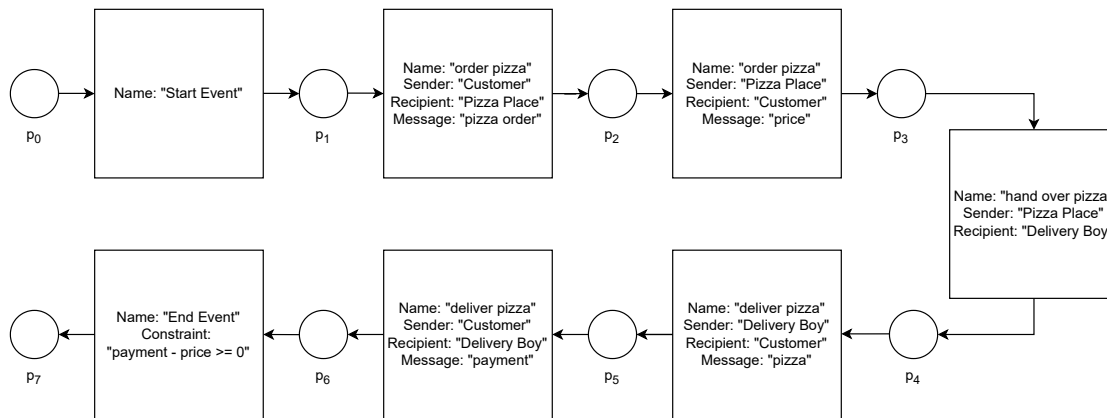 Name: "Start Event"
Name: "order pizza"
Sender: "Customer"
Recipient: "Pizza Place"
Message: "pizza order"
Name: "order pizza"
Sender: "Pizza Place"
Recipient: "Customer"
Message: "price"
p0
p1
p2
p3
Name: "hand over pizza
Sender: "Pizza Place"
Recipient: "Delivery Boy
Name: "End Event"
Constraint:
"payment - price >= 0"
Name: "deliver pizza"
Sender: "Customer"
Recipient: "Delivery Boy"
Message: "payment"
Name: "deliver pizza"
Sender: "Delivery Boy"
Recipient: "Customer"
Message: "pizza"
p7
p6
p5
p4